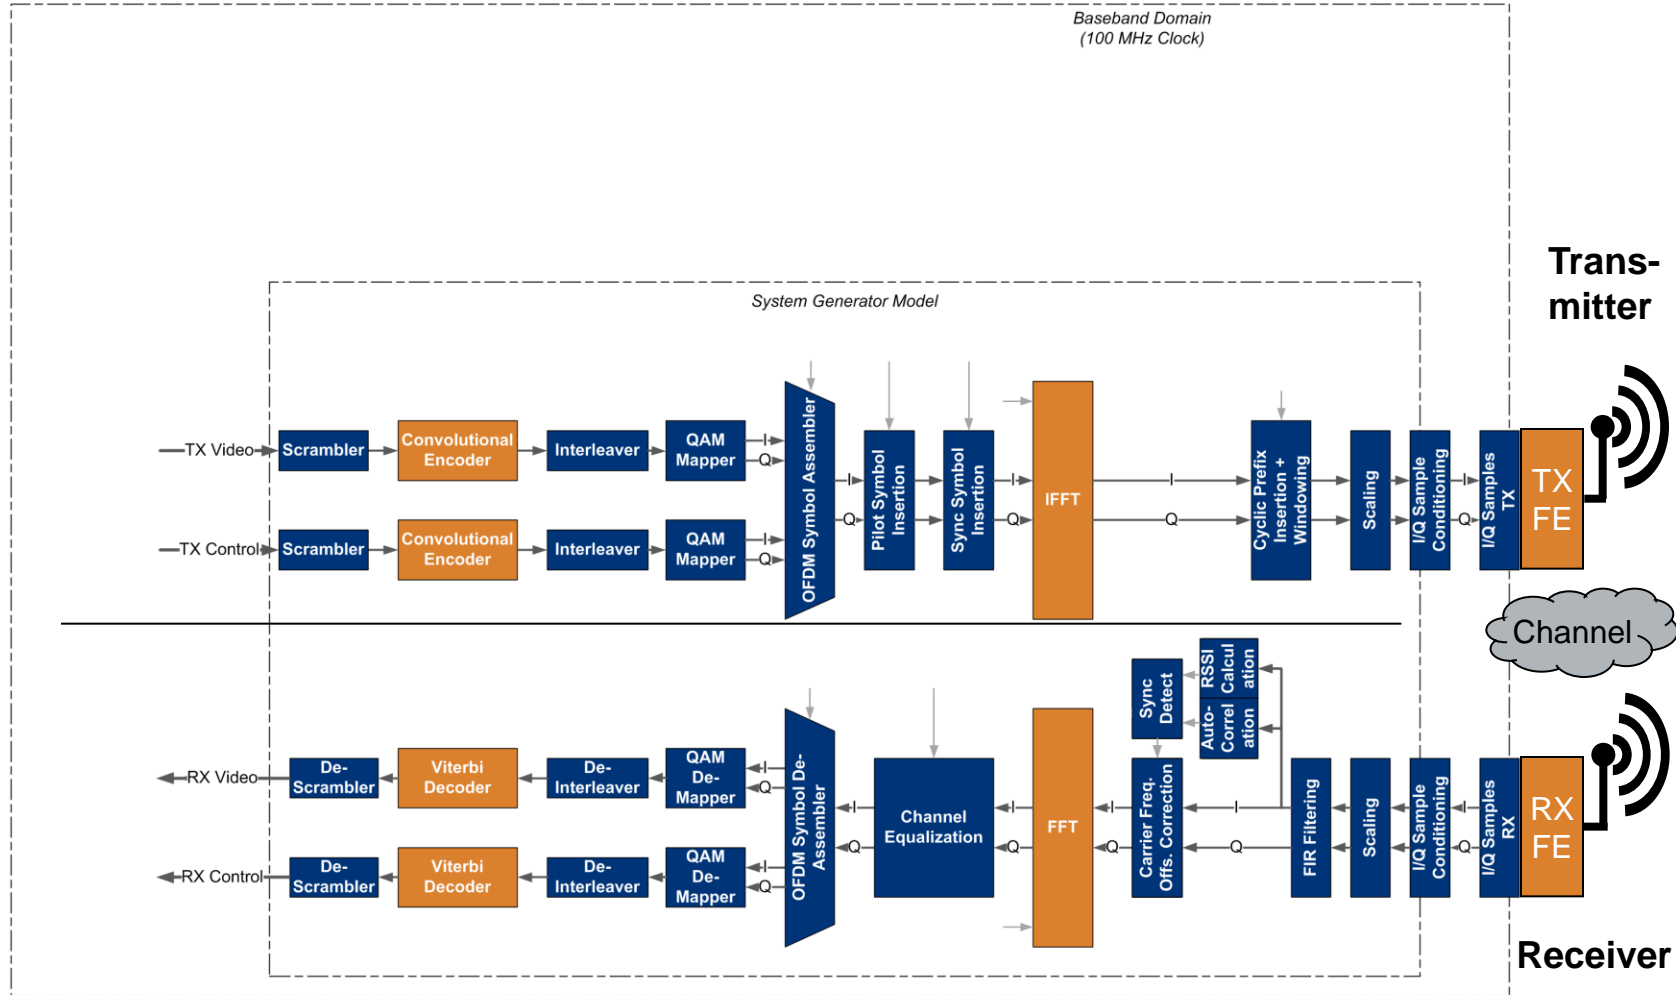 Baseband Domain
(100 MHz Clock)
Trans-
mitter
System Generator Model
TX Video
Scrambler
Convolutional
Encoder
Interleaver
QAM
Mapper
I
Q
TX Control
Scrambler
Convolutional
Encoder
Interleaver
QAM
Mapper
I
Q
OFDM Symbol Assembler
I
Q
Pilot Symbol
Insertion
Sync Symbol
Insertion
I
Q
IFFT
I
Q
Cyclic Prefix
Insertion +
Windowing
Scaling
I/Q Sample
Conditioning
I
Q
I/Q Samples
TX
TX
FE
Channel
RSSI
Calcul
ation
Sync
Detect
Auto-
Correl
ation
RX Video
De-
Scrambler
Viterbi
Decoder
De-
Interleaver
QAM
De-
Mapper
I
Q
RX Control
De-
Scrambler
Viterbi
Decoder
De-
Interleaver
QAM
De-
Mapper
I
Q
OFDM Symbol De-
Assembler
I
Q
Channel
Equalization
I
Q
FFT
I
Q
Carrier Freq.
Offs. Correction
I
Q
FIR Filtering
Scaling
I/Q Sample
Conditioning
I
Q
I/Q Samples
RX
RX
FE
Receiver